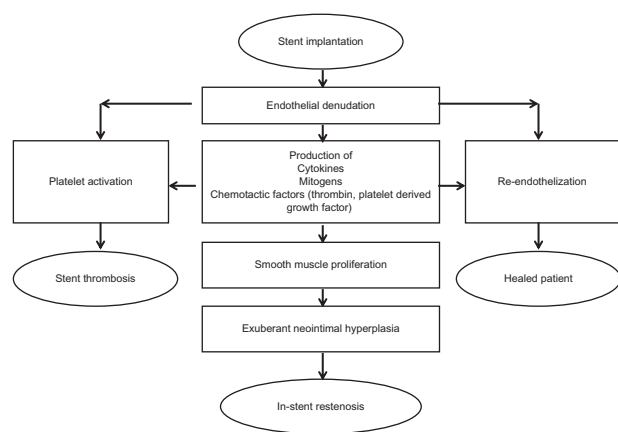 Stent implantation
Endothelial denudation
Platelet activation
Production of
Cytokines
Mitogens
Chemotactic factors (thrombin, platelet derived
growth factor)
Re-endothelization
Stent thrombosis
Smooth muscle proliferation
Healed patient
Exuberant neointimal hyperplasia
In-stent restenosis